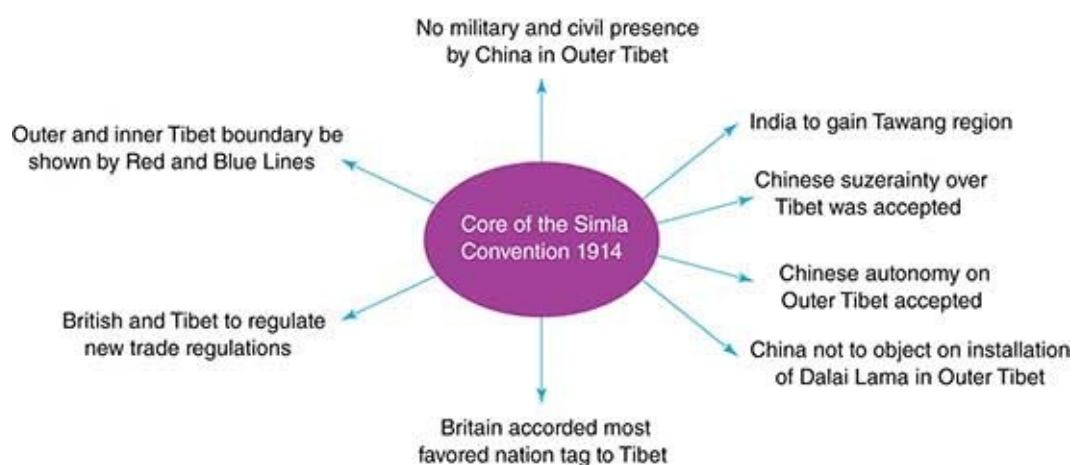 No military and civil presence
by China in Outer Tibet
Outer and inner Tibet boundary be
shown by Red and Blue Lines
India to gain Tawang region
Chinese suzerainty over
Tibet was accepted
Core of the Simla
Convention 1914
Chinese autonomy on
Outer Tibet accepted
British and Tibet to regulate
new trade regulations
China not to object on installation
of Dalai Lama in Outer Tibet
Britain accorded most
favored nation tag to Tibet